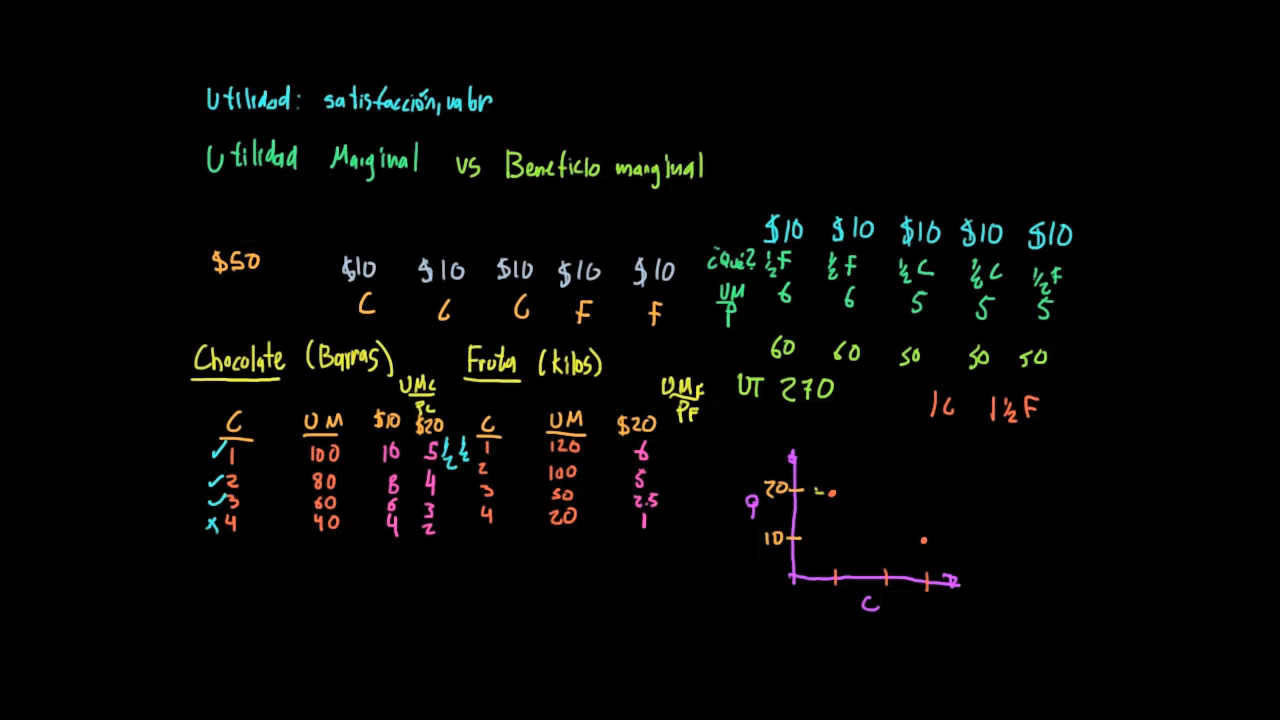 Utilidad: satisfacción, valor
Utilidad Marginal vs Beneficio marginal
$10 $10 $10 $10 $10
$50 $10 $10 $10 $10 $10
¿Qué? ½F ½F ½C ½C ½F
C C C F F
UM/P 6 6 5 5 5
60 60 50 50 50
Chocolate (Barras) Fruta (kilos)
UMc/Pc UMF/PF
UT 270
1C 1½F
C UM $10 $20 C UM $20
1 100 10 5 ½ ½ 1 120 6
2 80 8 4 2 100 5
3 60 6 3 3 50 2.5
4 40 4 2 4 20 1
20
P
10
C